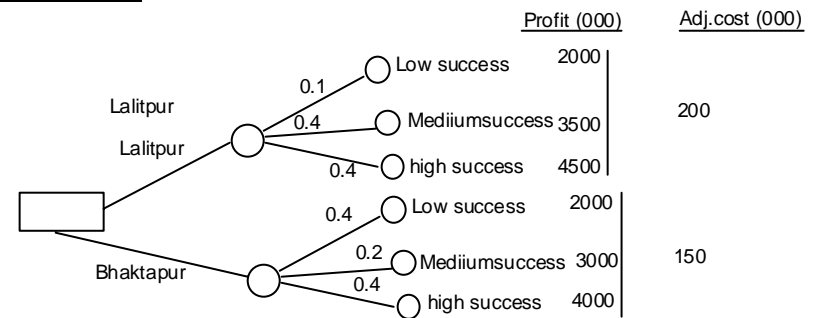 Profit (000) Adj.cost (000)
Low success 2000
0.1
Lalitpur
0.4 Mediiumsuccess 3500 200
Lalitpur
0.4 high success 4500
0.4 Low success 2000
0.2 Mediiumsuccess 3000 150
Bhaktapur
0.4 high success 4000